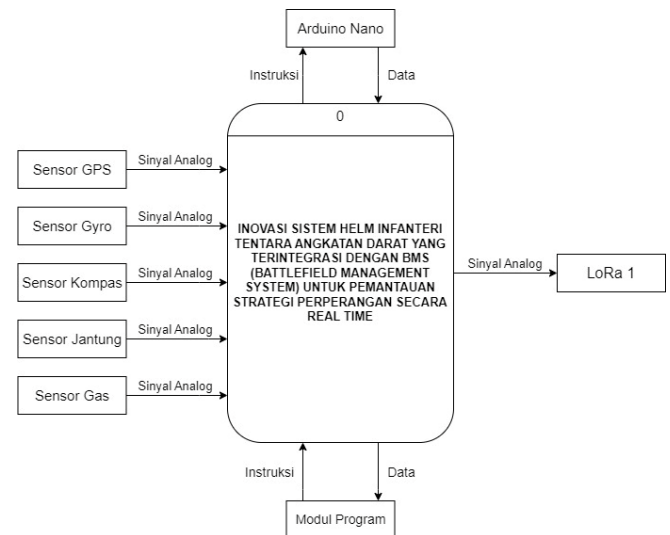 Arduino Nano
Instruksi
Data
0
Sensor GPS
Sinyal Analog
Sensor Gyro
Sinyal Analog
Sensor Kompas
Sinyal Analog
Sensor Jantung
Sinyal Analog
Sensor Gas
Sinyal Analog
INOVASI SISTEM HELM INFANTERI
TENTARA ANGKATAN DARAT YANG
TERINTEGRASI DENGAN BMS
(BATTLEFIELD MANAGEMENT
SYSTEM) UNTUK PEMANTAUAN
STRATEGI PERPERANGAN SECARA
REAL TIME
Sinyal Analog
LoRa 1
Instruksi
Data
Modul Program